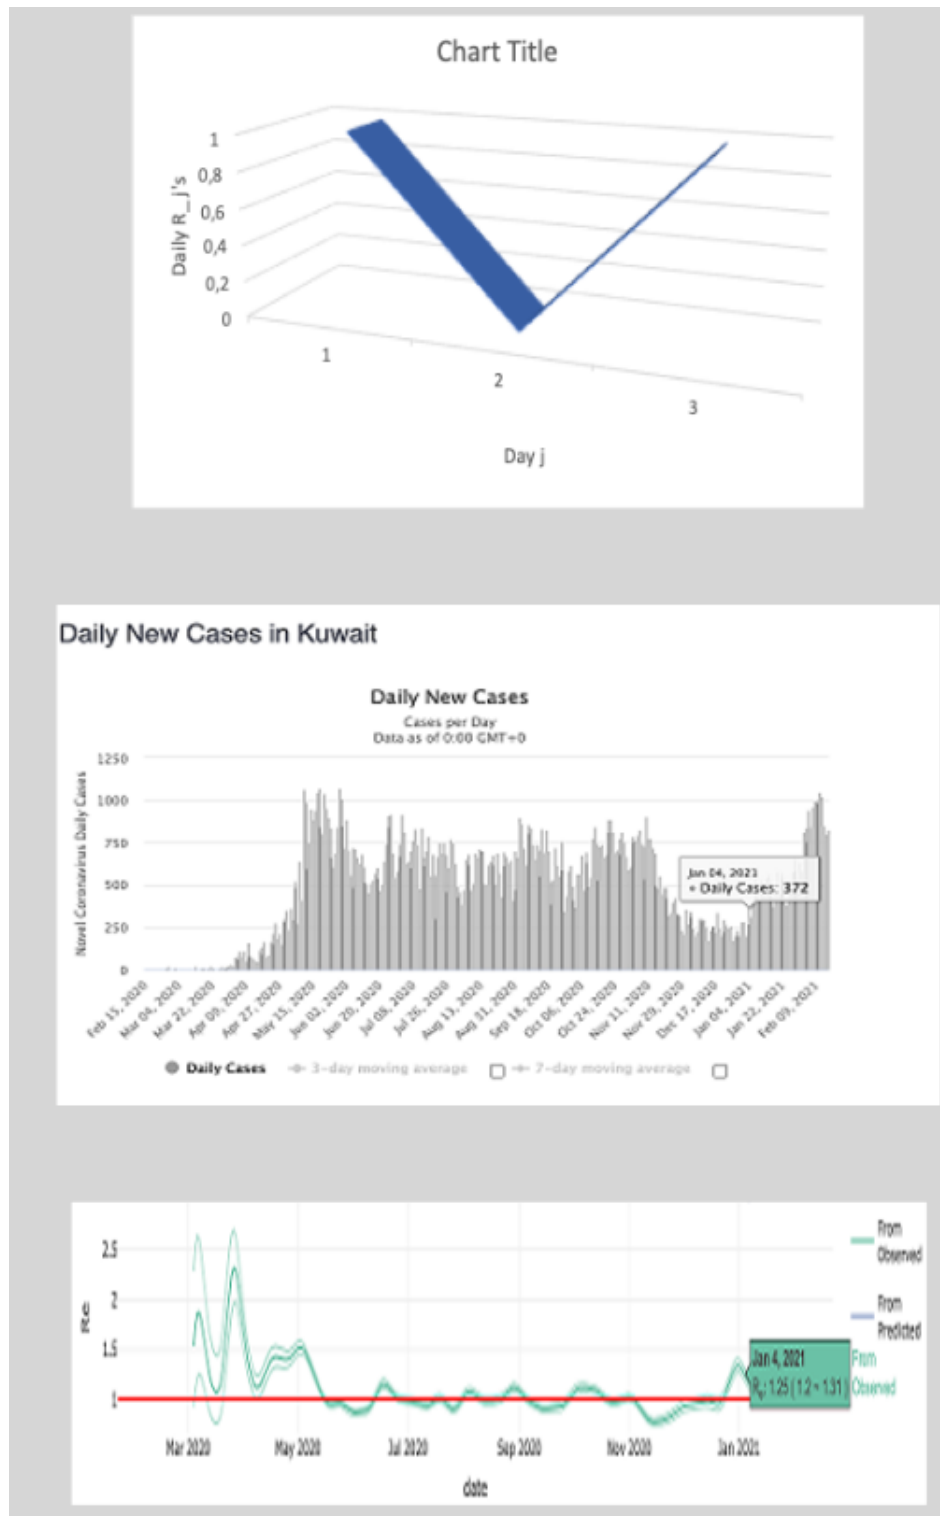 Chart Title
1
0,8
0,6
0,4
0,2
0
Daily R_j's
1
2
3
Day j
Daily New Cases in Kuwait
Daily New Cases
Cases per Day
Data as of 0:00 GMT+0
1250
1000
750
500
250
0
Novel Coronavirus Daily Cases
Jan 04, 2021
Daily Cases: 372
Feb 15, 2020
Mar 04, 2020
Mar 22, 2020
Apr 09, 2020
Apr 27, 2020
May 15, 2020
Jun 02, 2020
Jun 20, 2020
Jul 08, 2020
Jul 26, 2020
Aug 13, 2020
Aug 31, 2020
Sep 18, 2020
Oct 06, 2020
Oct 24, 2020
Nov 11, 2020
Nov 29, 2020
Dec 17, 2020
Jan 04, 2021
Jan 22, 2021
Feb 09, 2021
Daily Cases 3-day moving average 7-day moving average
2.5
2
1.5
1
Re
From
Observed
From
Predicted
Jan 4, 2021
Re: 1.25 ( 1.2 - 1.31 )
From
Observed
Mar 2020
May 2020
Jul 2020
Sep 2020
Nov 2020
Jan 2021
date